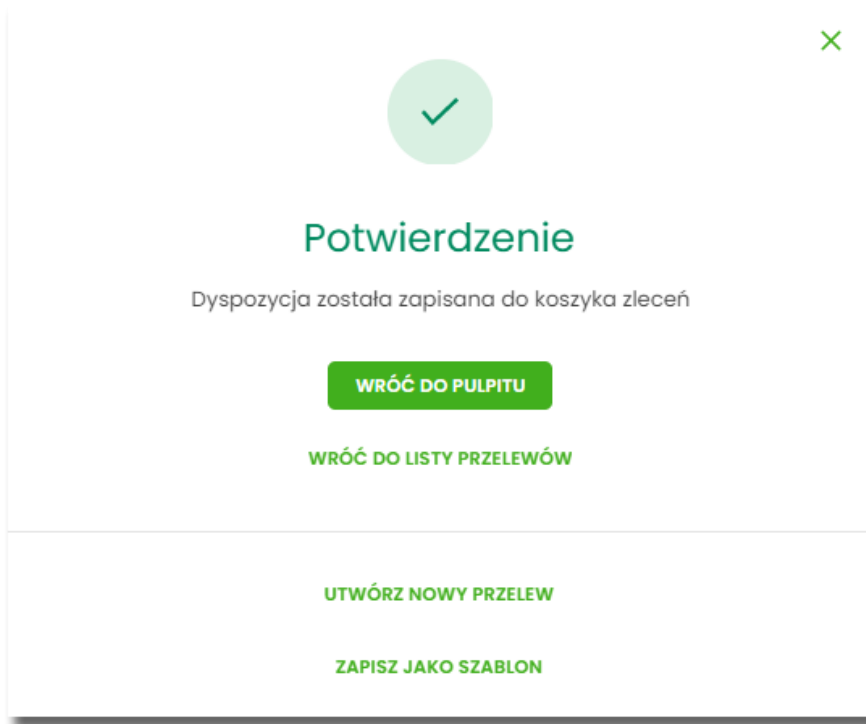 Potwierdzenie
Dyspozycja została zapisana do koszyka zleceń
WRÓĆ DO PULPITU
WRÓĆ DO LISTY PRZELEWÓW
UTWÓRZ NOWY PRZELEW
ZAPISZ JAKO SZABLON